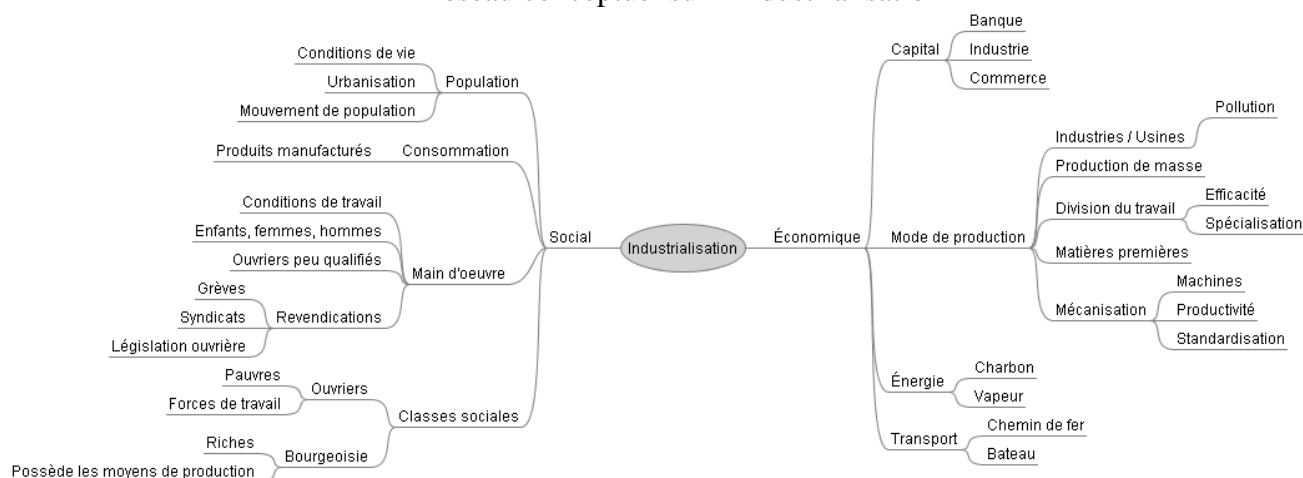 Conditions de vie
Urbanisation
Mouvement de population
Population
Produits manufacturés
Consommation
Conditions de travail
Enfants, femmes, hommes
Ouvriers peu qualifiés
Main d'oeuvre
Grèves
Syndicats
Législation ouvrière
Revendications
Pauvres
Forces de travail
Ouvriers
Classes sociales
Riches
Possède les moyens de production
Bourgeoisie
Social
Industrialisation
Économique
Capital
Banque
Industrie
Commerce
Mode de production
Industries / Usines
Pollution
Production de masse
Division du travail
Efficacité
Spécialisation
Matières premières
Mécanisation
Machines
Productivité
Standardisation
Énergie
Charbon
Vapeur
Transport
Chemin de fer
Bateau